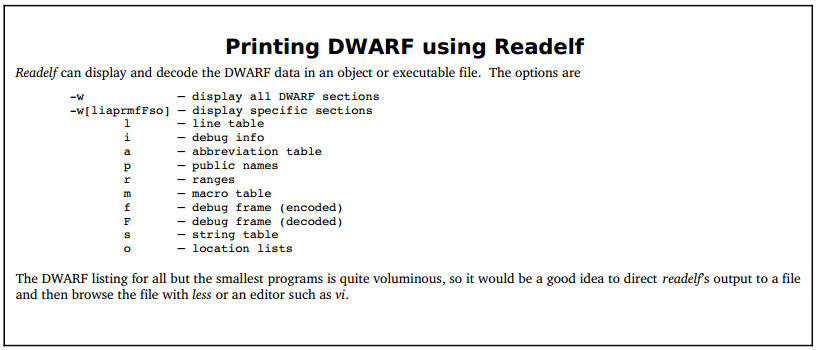 Printing DWARF using Readelf
Readelf can display and decode the DWARF data in an object or executable file. The options are
-w – display all DWARF sections
-w[liaprmfFso] – display specific sections
l – line table
i – debug info
a – abbreviation table
p – public names
r – ranges
m – macro table
f – debug frame (encoded)
F – debug frame (decoded)
s – string table
o – location lists
The DWARF listing for all but the smallest programs is quite voluminous, so it would be a good idea to direct readelf's output to a file
and then browse the file with less or an editor such as vi.